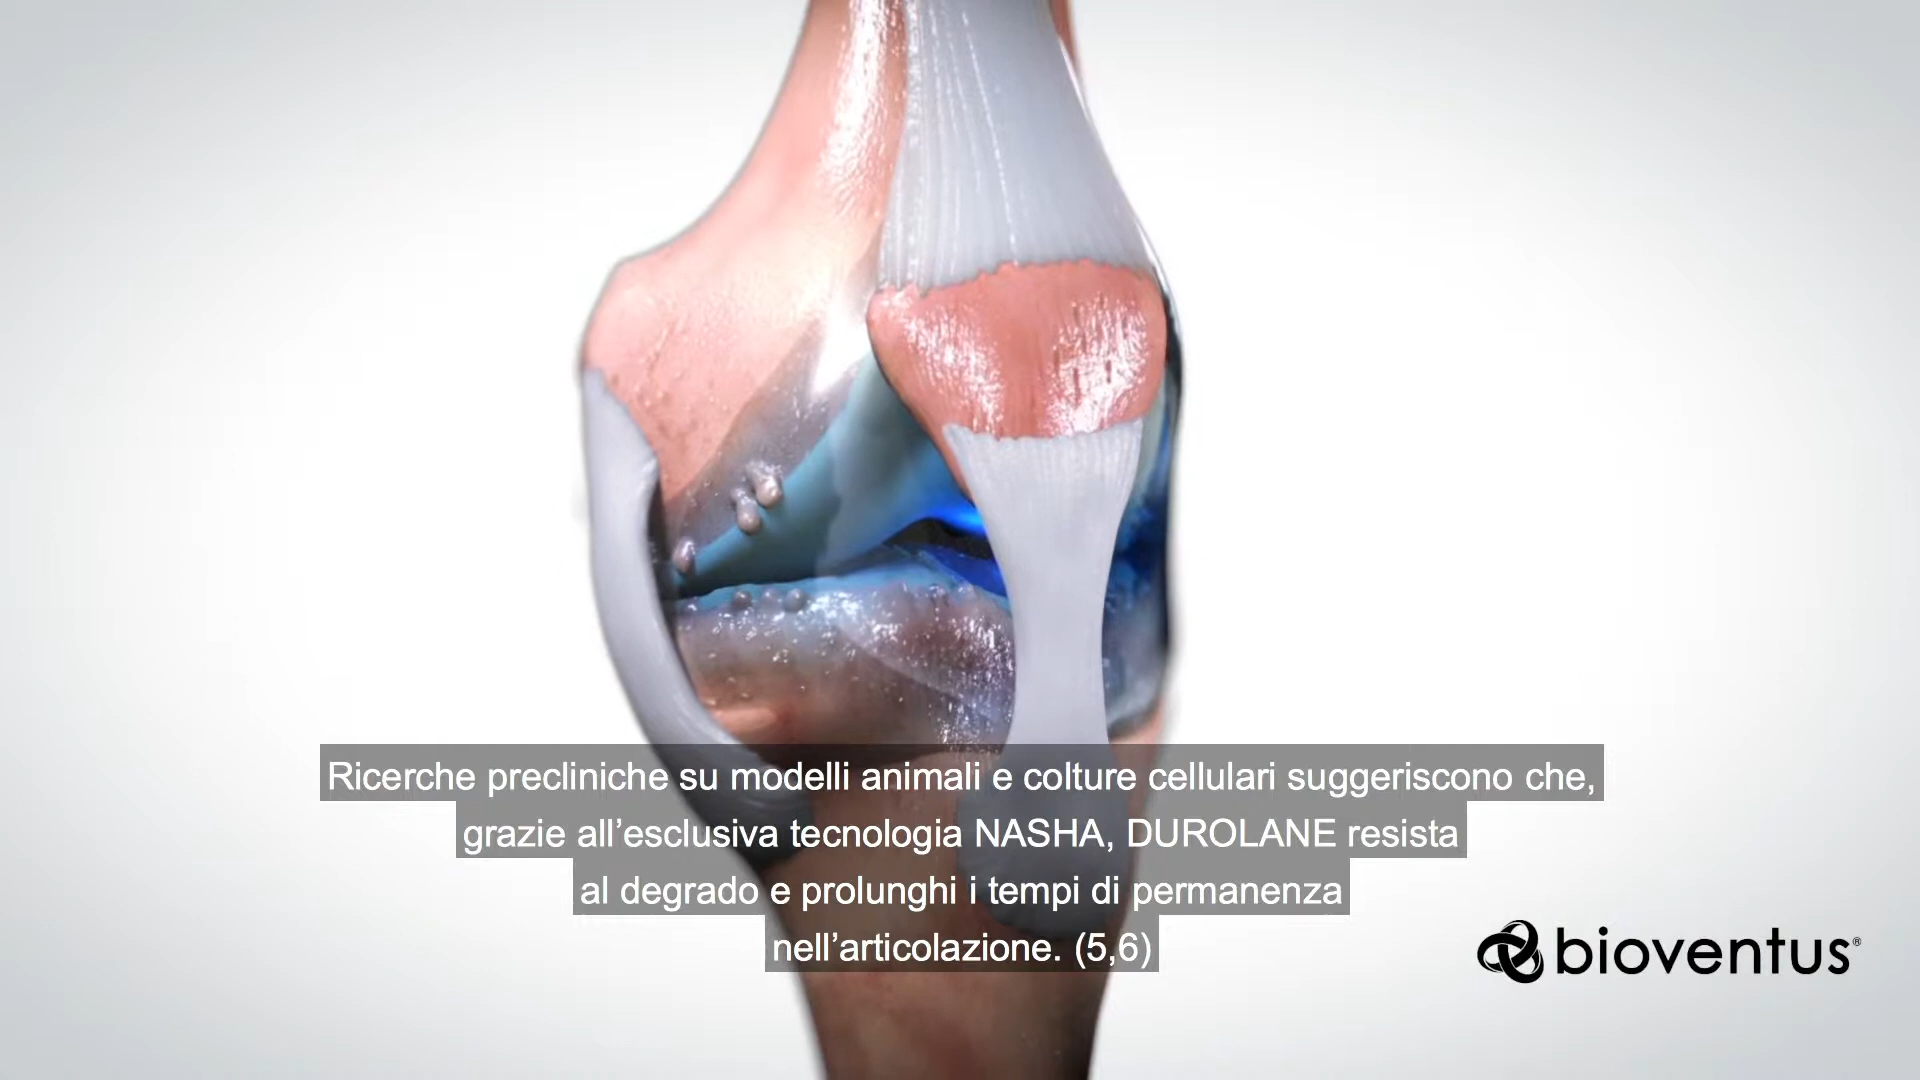 Ricerche precliniche su modelli animali e colture cellulari suggeriscono che,
grazie all’esclusiva tecnologia NASHA, DUROLANE resista
al degrado e prolunghi i tempi di permanenza
nell’articolazione. (5,6)
bioventus®